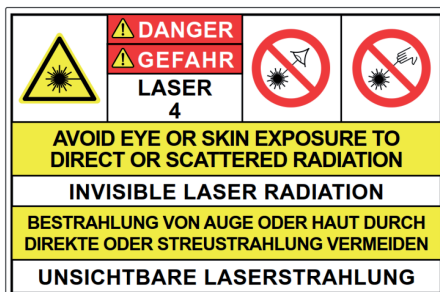 DANGER
GEFAHR
LASER
4
AVOID EYE OR SKIN EXPOSURE TO
DIRECT OR SCATTERED RADIATION
INVISIBLE LASER RADIATION
BESTRAHLUNG VON AUGE ODER HAUT DURCH
DIREKTE ODER STREUSTRAHLUNG VERMEIDEN
UNSICHTBARE LASERSTRAHLUNG